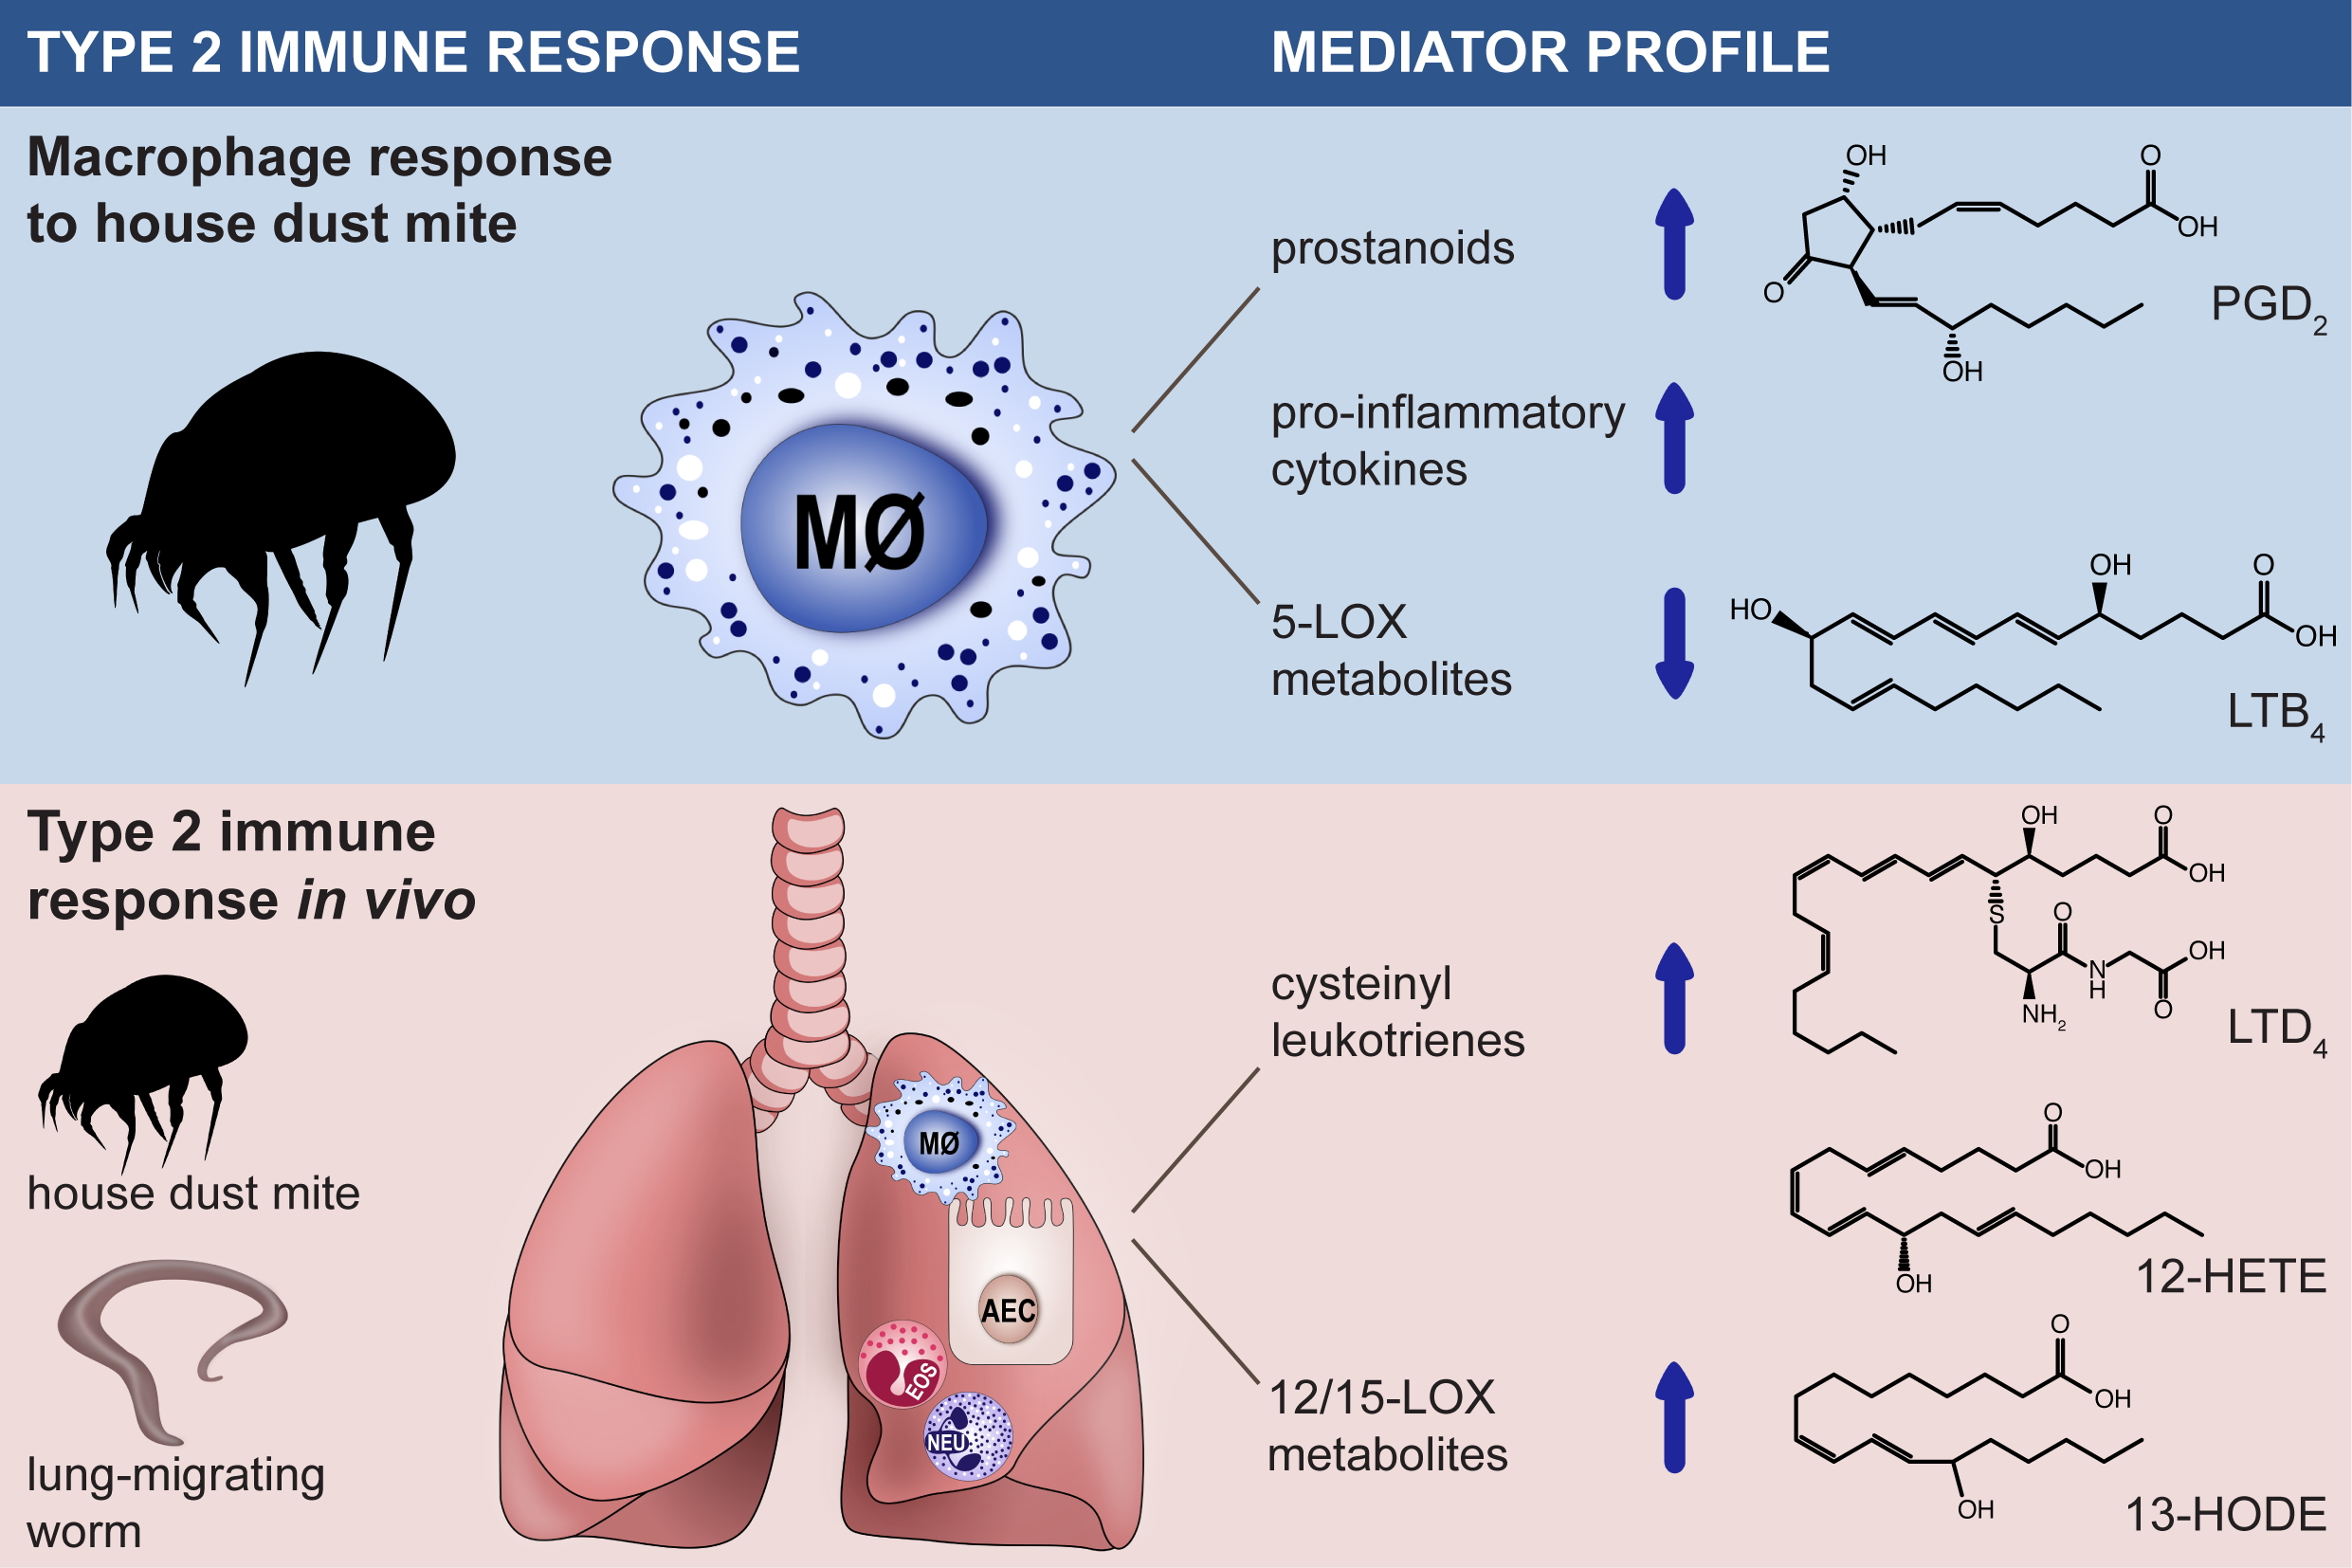 TYPE 2 IMMUNE RESPONSE
MEDIATOR PROFILE
Macrophage response
to house dust mite
MØ
prostanoids
OH
O
OH
O
OH
PGD2
pro-inflammatory
cytokines
5-LOX
metabolites
OH
O
HO
OH
LTB4
Type 2 immune
response in vivo
house dust mite
lung-migrating
worm
MØ
AEC
EOS
NEU
cysteinyl
leukotrienes
OH
O
OH
S
O
OH
N
H
NH2
O
LTD4
O
OH
OH
12-HETE
12/15-LOX
metabolites
O
OH
OH
13-HODE